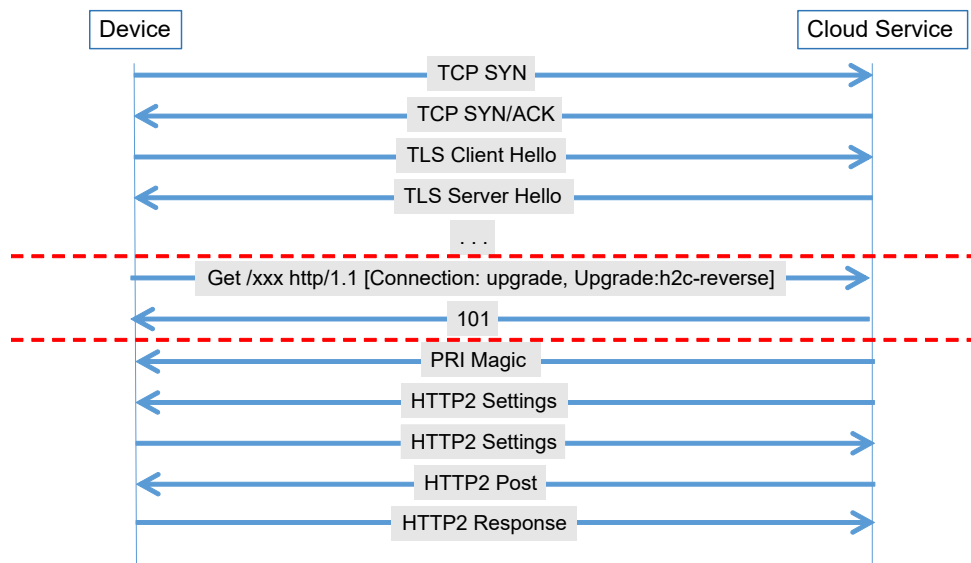 Device
Cloud Service
TCP SYN
TCP SYN/ACK
TLS Client Hello
TLS Server Hello
. . .
Get /xxx http/1.1 [Connection: upgrade, Upgrade:h2c-reverse]
101
PRI Magic
HTTP2 Settings
HTTP2 Settings
HTTP2 Post
HTTP2 Response